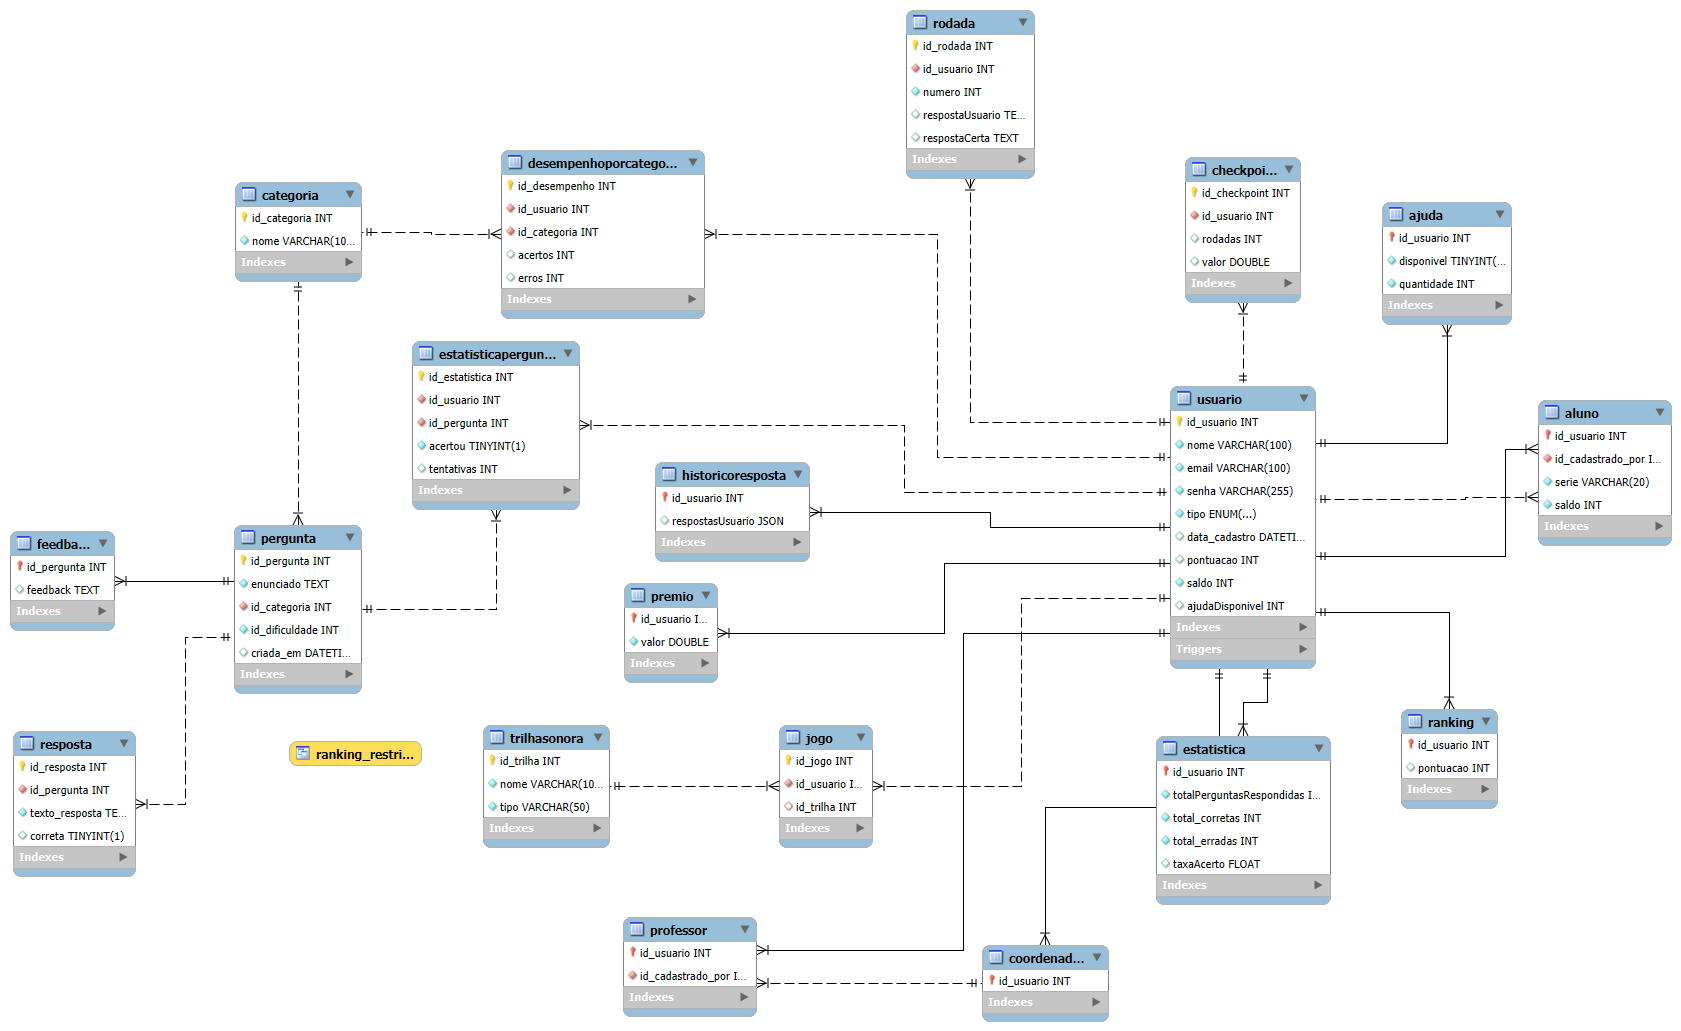 rodada
id_rodada INT
id_usuario INT
numero INT
respostaUsuario TE...
respostaCerta TEXT
Indexes
desempenhoporcatego...
id_desempenho INT
id_usuario INT
id_categoria INT
acertos INT
erros INT
Indexes
checkpoi...
id_checkpoint INT
id_usuario INT
rodadas INT
valor DOUBLE
Indexes
categoria
id_categoria INT
nome VARCHAR(10...
Indexes
ajuda
id_usuario INT
disponivel TINYINT(...
quantidade INT
Indexes
estatisticapergun...
id_estatistica INT
id_usuario INT
id_pergunta INT
acertou TINYINT(1)
tentativas INT
Indexes
usuario
id_usuario INT
nome VARCHAR(100)
email VARCHAR(100)
senha VARCHAR(255)
tipo ENUM(...)
data_cadastro DATETI...
pontuacao INT
saldo INT
ajudaDisponivel INT
Indexes
Triggers
aluno
id_usuario INT
id_cadastrado_por I...
serie VARCHAR(20)
saldo INT
Indexes
historicoresposta
id_usuario INT
respostasUsuario JSON
Indexes
feedba...
id_pergunta INT
feedback TEXT
Indexes
pergunta
id_pergunta INT
enunciado TEXT
id_categoria INT
id_dificuldade INT
criada_em DATETI...
Indexes
premio
id_usuario I...
valor DOUBLE
Indexes
resposta
id_resposta INT
id_pergunta INT
texto_resposta TE...
correta TINYINT(1)
Indexes
ranking_restri...
trilhasonora
id_trilha INT
nome VARCHAR(10...
tipo VARCHAR(50)
Indexes
jogo
id_jogo INT
id_usuario I...
id_trilha INT
Indexes
estatistica
id_usuario INT
totalPerguntasRespondidas I...
total_corretas INT
total_erradas INT
taxaAcerto FLOAT
Indexes
ranking
id_usuario INT
pontuacao INT
Indexes
professor
id_usuario INT
id_cadastrado_por I...
Indexes
coordenad...
id_usuario INT
Indexes